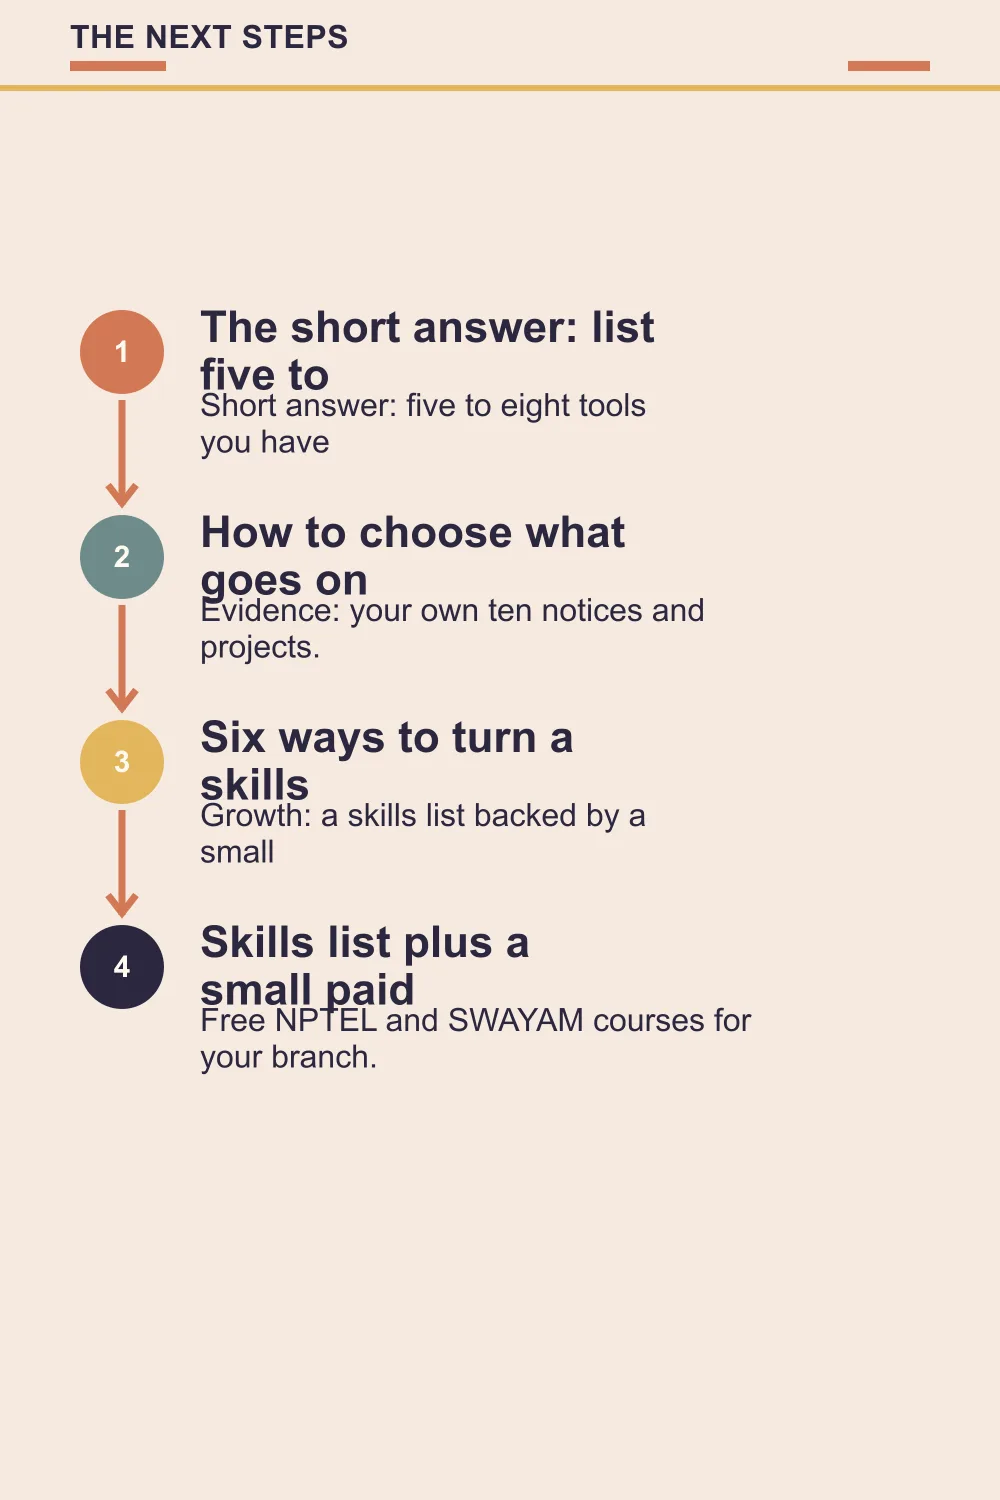 THE NEXT STEPS
1
The short answer: list
five to
Short answer: five to eight tools
you have
2
How to choose what
goes on
Evidence: your own ten notices and
projects.
3
Six ways to turn a
skills
Growth: a skills list backed by a
small
4
Skills list plus a
small paid
Free NPTEL and SWAYAM courses for
your branch.